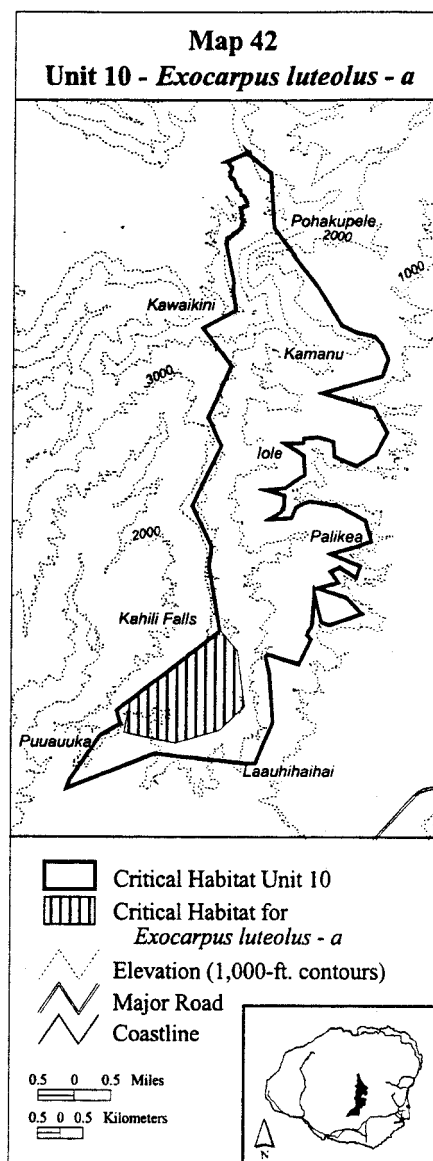 Map 42
Unit 10 - Exocarpus luteolus - a
Pohakupele
2000
1000
Kawaikini
Kamanu
3000
Iole
2000
Palikea
Kahili Falls
Puuauuka
Laauhihaihai
Critical Habitat Unit 10
Critical Habitat for
Exocarpus luteolus - a
Elevation (1,000-ft. contours)
Major Road
Coastline
0.5 0 0.5 Miles
0.5 0 0.5 Kilometers
N